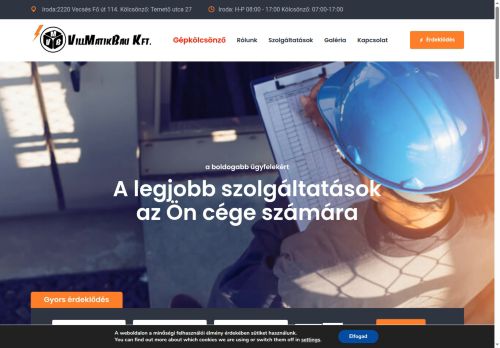 Iroda:2220 Vecsés Fő út 114. Kölcsönző: Temető utca 27
Iroda: H-P 08:00 - 17:00 Kölcsönző: 07:00-17:00
VillMatikBau Kft.
Gépkölcsönző
Rólunk
Szolgáltatások
Galéria
Kapcsolat
Érdeklődés
a boldogabb ügyfelekért
A legjobb szolgáltatások
az Ön cége számára
Gyors érdeklődés
A weboldalon a minőségi felhasználói élmény érdekében sütiket használunk.
You can find out more about which cookies we are using or switch them off in settings.
Elfogad